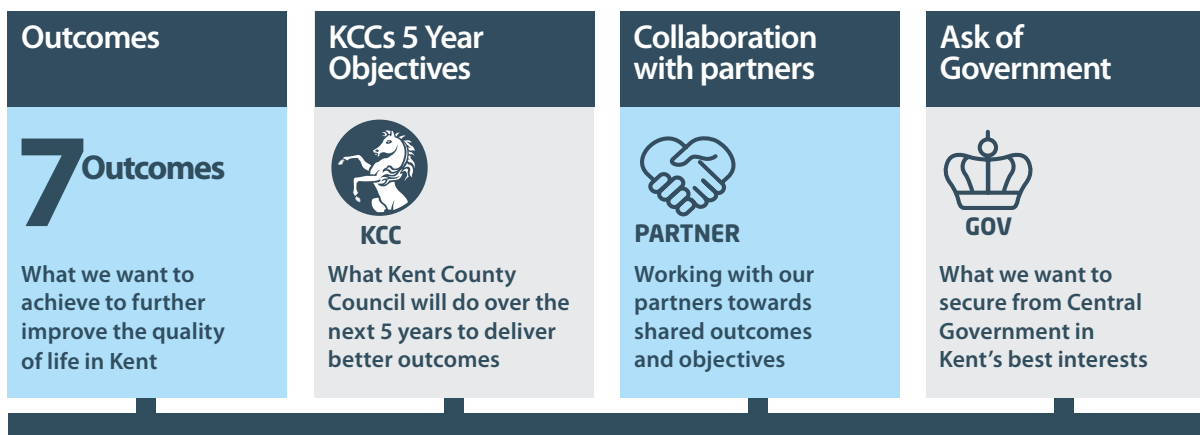 Outcomes
7 Outcomes
What we want to
achieve to further
improve the quality
of life in Kent
KCCs 5 Year
Objectives
KCC
What Kent County
Council will do over the
next 5 years to deliver
better outcomes
Collaboration
with partners
PARTNER
Working with our
partners towards
shared outcomes
and objectives
Ask of
Government
GOV
What we want to
secure from Central
Government in
Kent’s best interests